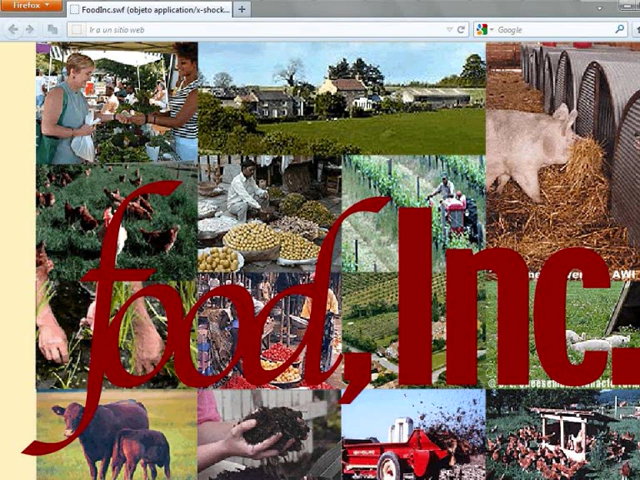 Firefox
FoodInc.swf (objeto application/x-shock...
Ir a un sitio web
Google
food, Inc.